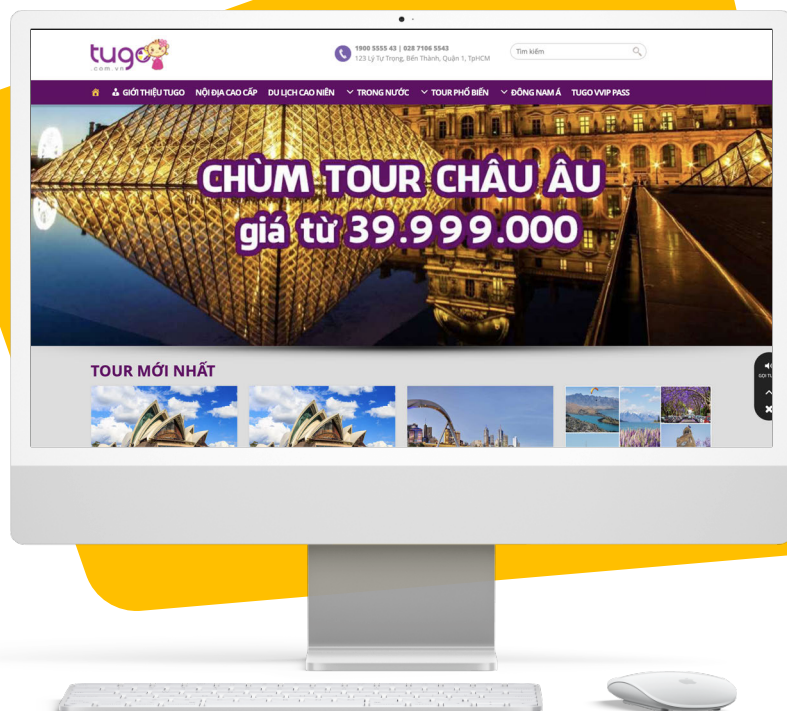 tugo
.com.vn
1900 5555 43 | 028 7106 5543
123 Lý Tự Trọng, Bến Thành, Quận 1, TpHCM
Tìm kiếm
GIỚI THIỆU TUGO NỘI ĐỊA CAO CẤP DU LỊCH CAO NIÊN TRONG NƯỚC TOUR PHỔ BIẾN ĐÔNG NAM Á TUGO VVIP PASS
CHÙM TOUR CHÂU ÂU
giá từ 39.999.000
TOUR MỚI NHẤT
GỌI